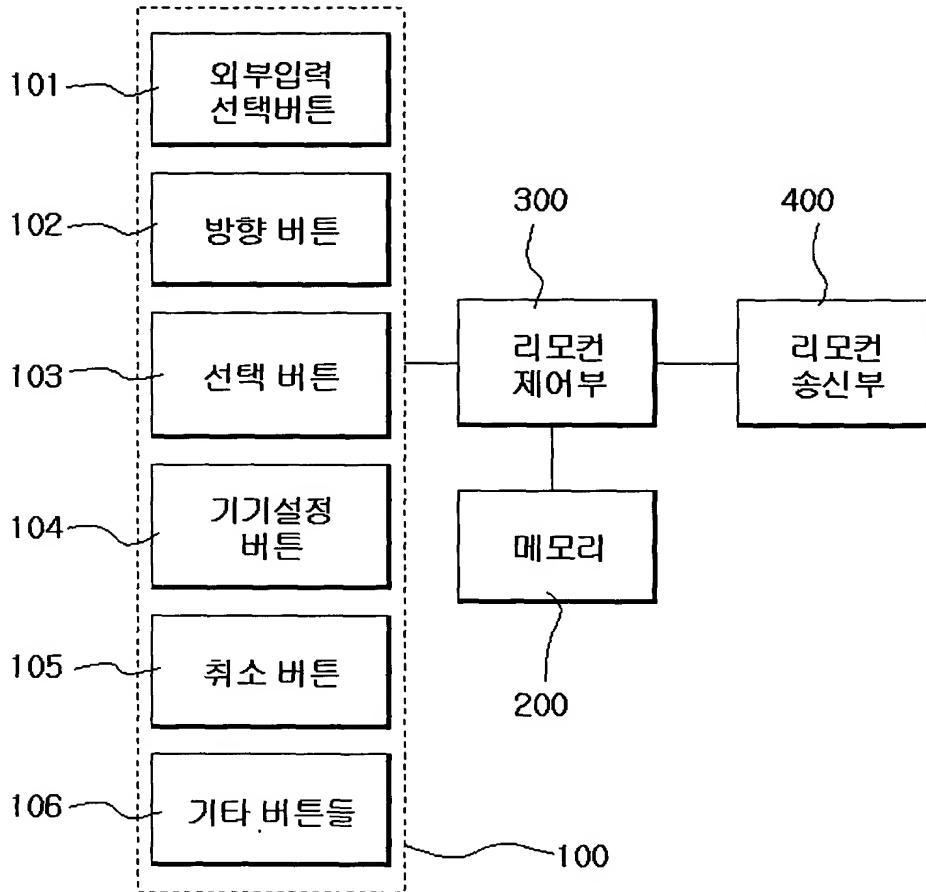 101
외부입력
선택버튼
102
방향 버튼
103
선택 버튼
104
기기설정
버튼
105
취소 버튼
106
기타 버튼들
100
300
리모컨
제어부
400
리모컨
송신부
메모리
200